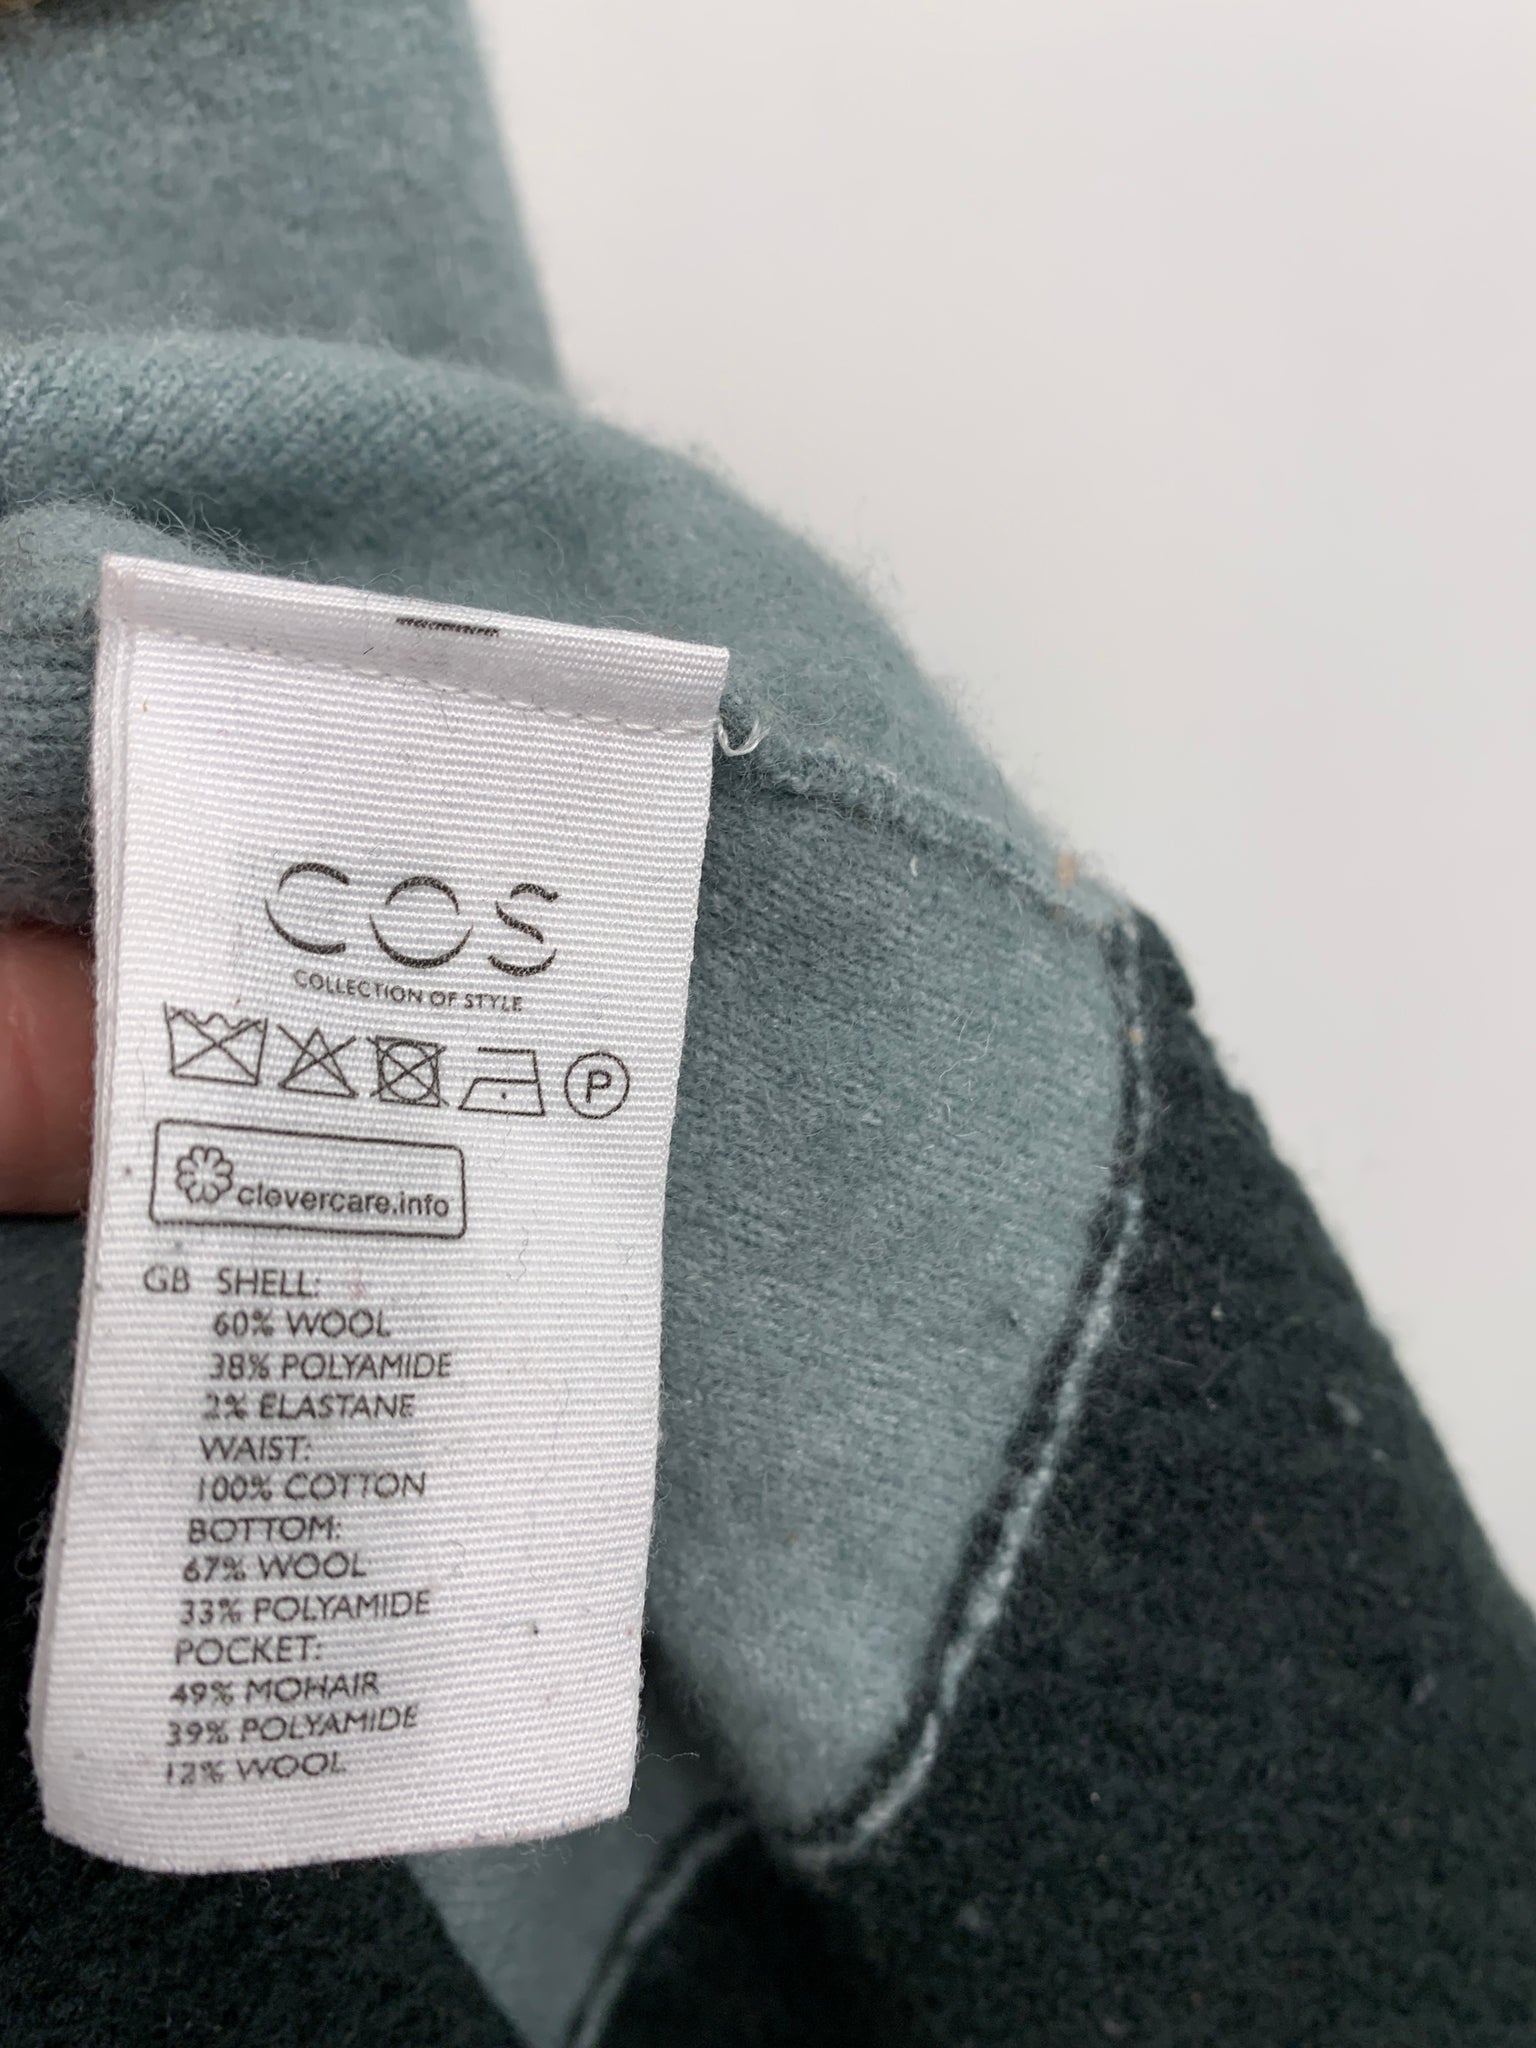 COS
COLLECTION OF STYLE
P
clevercare.info
GB SHELL:
60% WOOL
38% POLYAMIDE
2% ELASTANE
WAIST:
100% COTTON
BOTTOM:
67% WOOL
33% POLYAMIDE
POCKET:
49% MOHAIR
39% POLYAMIDE
12% WOOL